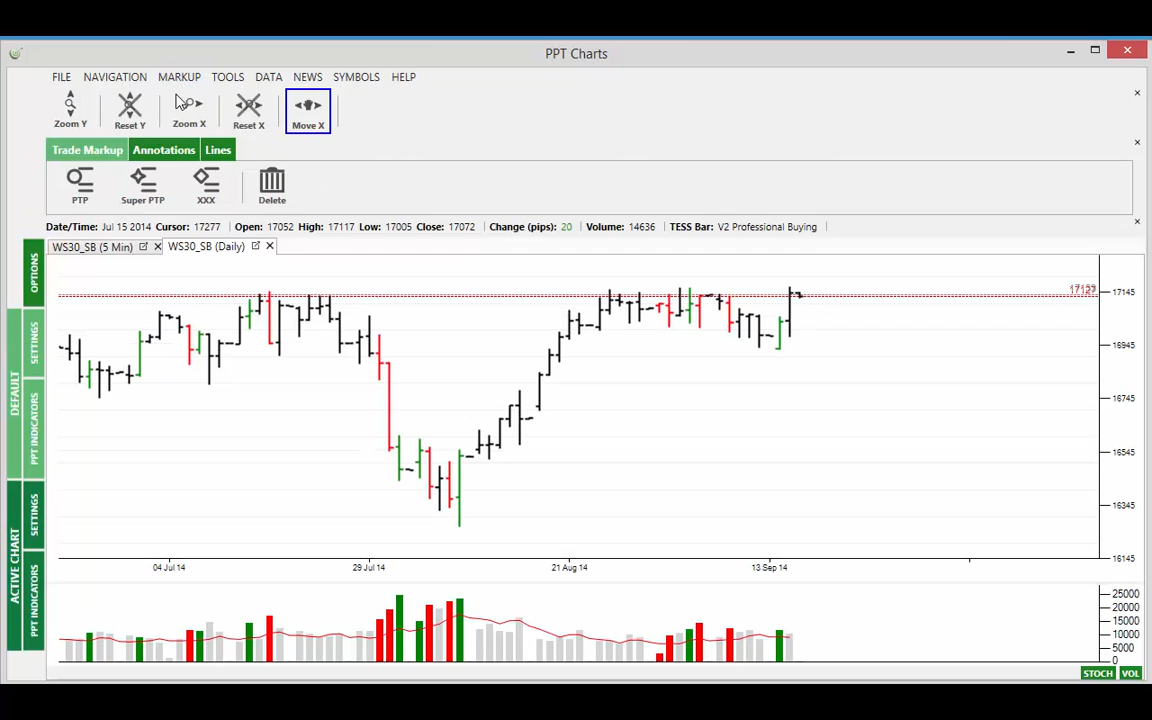 PPT Charts
FILE NAVIGATION MARKUP TOOLS DATA NEWS SYMBOLS HELP
Zoom Y Reset Y Zoom X Reset X Move X
Trade Markup Annotations Lines
PTP Super PTP XXX Delete
Date/Time: Jul 15 2014 Cursor: 17277 Open: 17052 High: 17117 Low: 17005 Close: 17072 Change (pips): 20 Volume: 14636 TESS Bar: V2 Professional Buying
WS30_SB (5 Min) WS30_SB (Daily)
OPTIONS
DEFAULT
SETTINGS
PPT INDICATORS
ACTIVE CHART
SETTINGS
PPT INDICATORS
17145
16945
16745
16545
16345
16145
04 Jul 14 29 Jul 14 21 Aug 14 13 Sep 14
25000
20000
15000
10000
5000
0
STOCH VOL